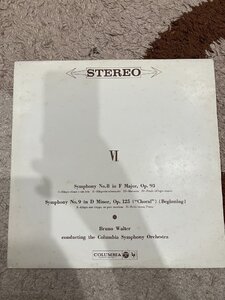 STEREO
VI
Symphony No.8 in F Major, Op. 93
Symphony No.9 in D Minor, Op. 125 ("Choral") (Beginning)
Bruno Walter
conducting the Columbia Symphony Orchestra
COLUMBIA